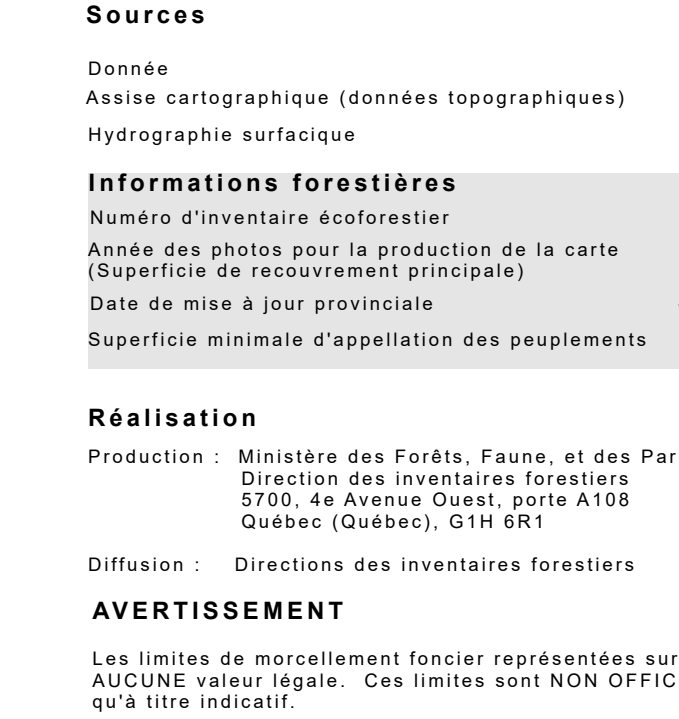 Sources
Donnée
Assise cartographique (données topographiques)
Hydrographie surfacique
Informations forestières
Numéro d'inventaire écoforestier
Année des photos pour la production de la carte
(Superficie de recouvrement principale)
Date de mise à jour provinciale
Superficie minimale d'appellation des peuplements
Réalisation
Production : Ministère des Forêts, Faune, et des Par
Direction des inventaires forestiers
5700, 4e Avenue Ouest, porte A108
Québec (Québec), G1H 6R1
Diffusion : Directions des inventaires forestiers
AVERTISSEMENT
Les limites de morcellement foncier représentées sur
AUCUNE valeur légale. Ces limites sont NON OFFIC
qu'à titre indicatif.